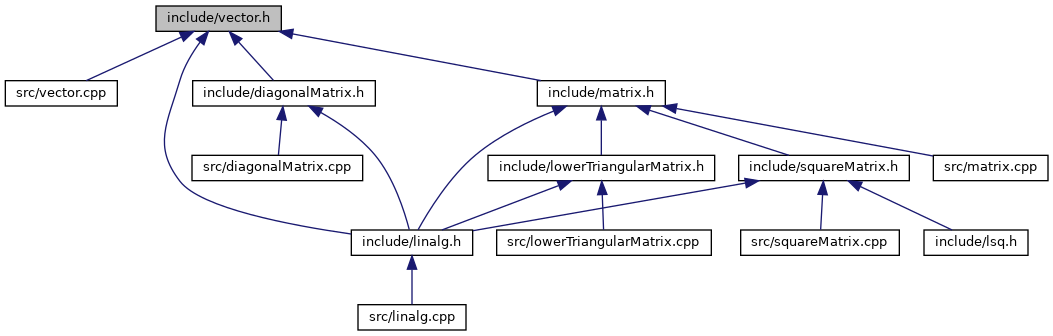 include/vector.h
src/vector.cpp
include/diagonalMatrix.h
include/matrix.h
src/diagonalMatrix.cpp
include/lowerTriangularMatrix.h
include/squareMatrix.h
src/matrix.cpp
include/linalg.h
src/lowerTriangularMatrix.cpp
src/squareMatrix.cpp
include/lsq.h
src/linalg.cpp